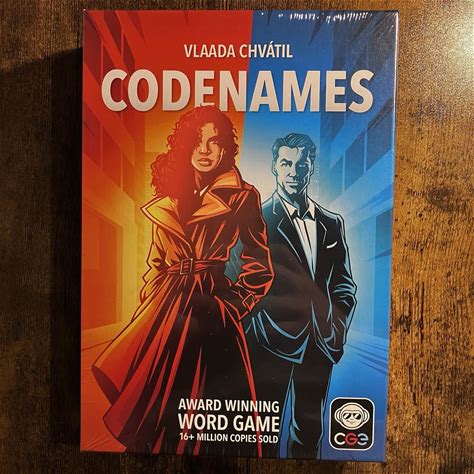 VLAADA CHVÁTIL
CODENAMES
AWARD WINNING
WORD GAME
16+ MILLION COPIES SOLD
CGE